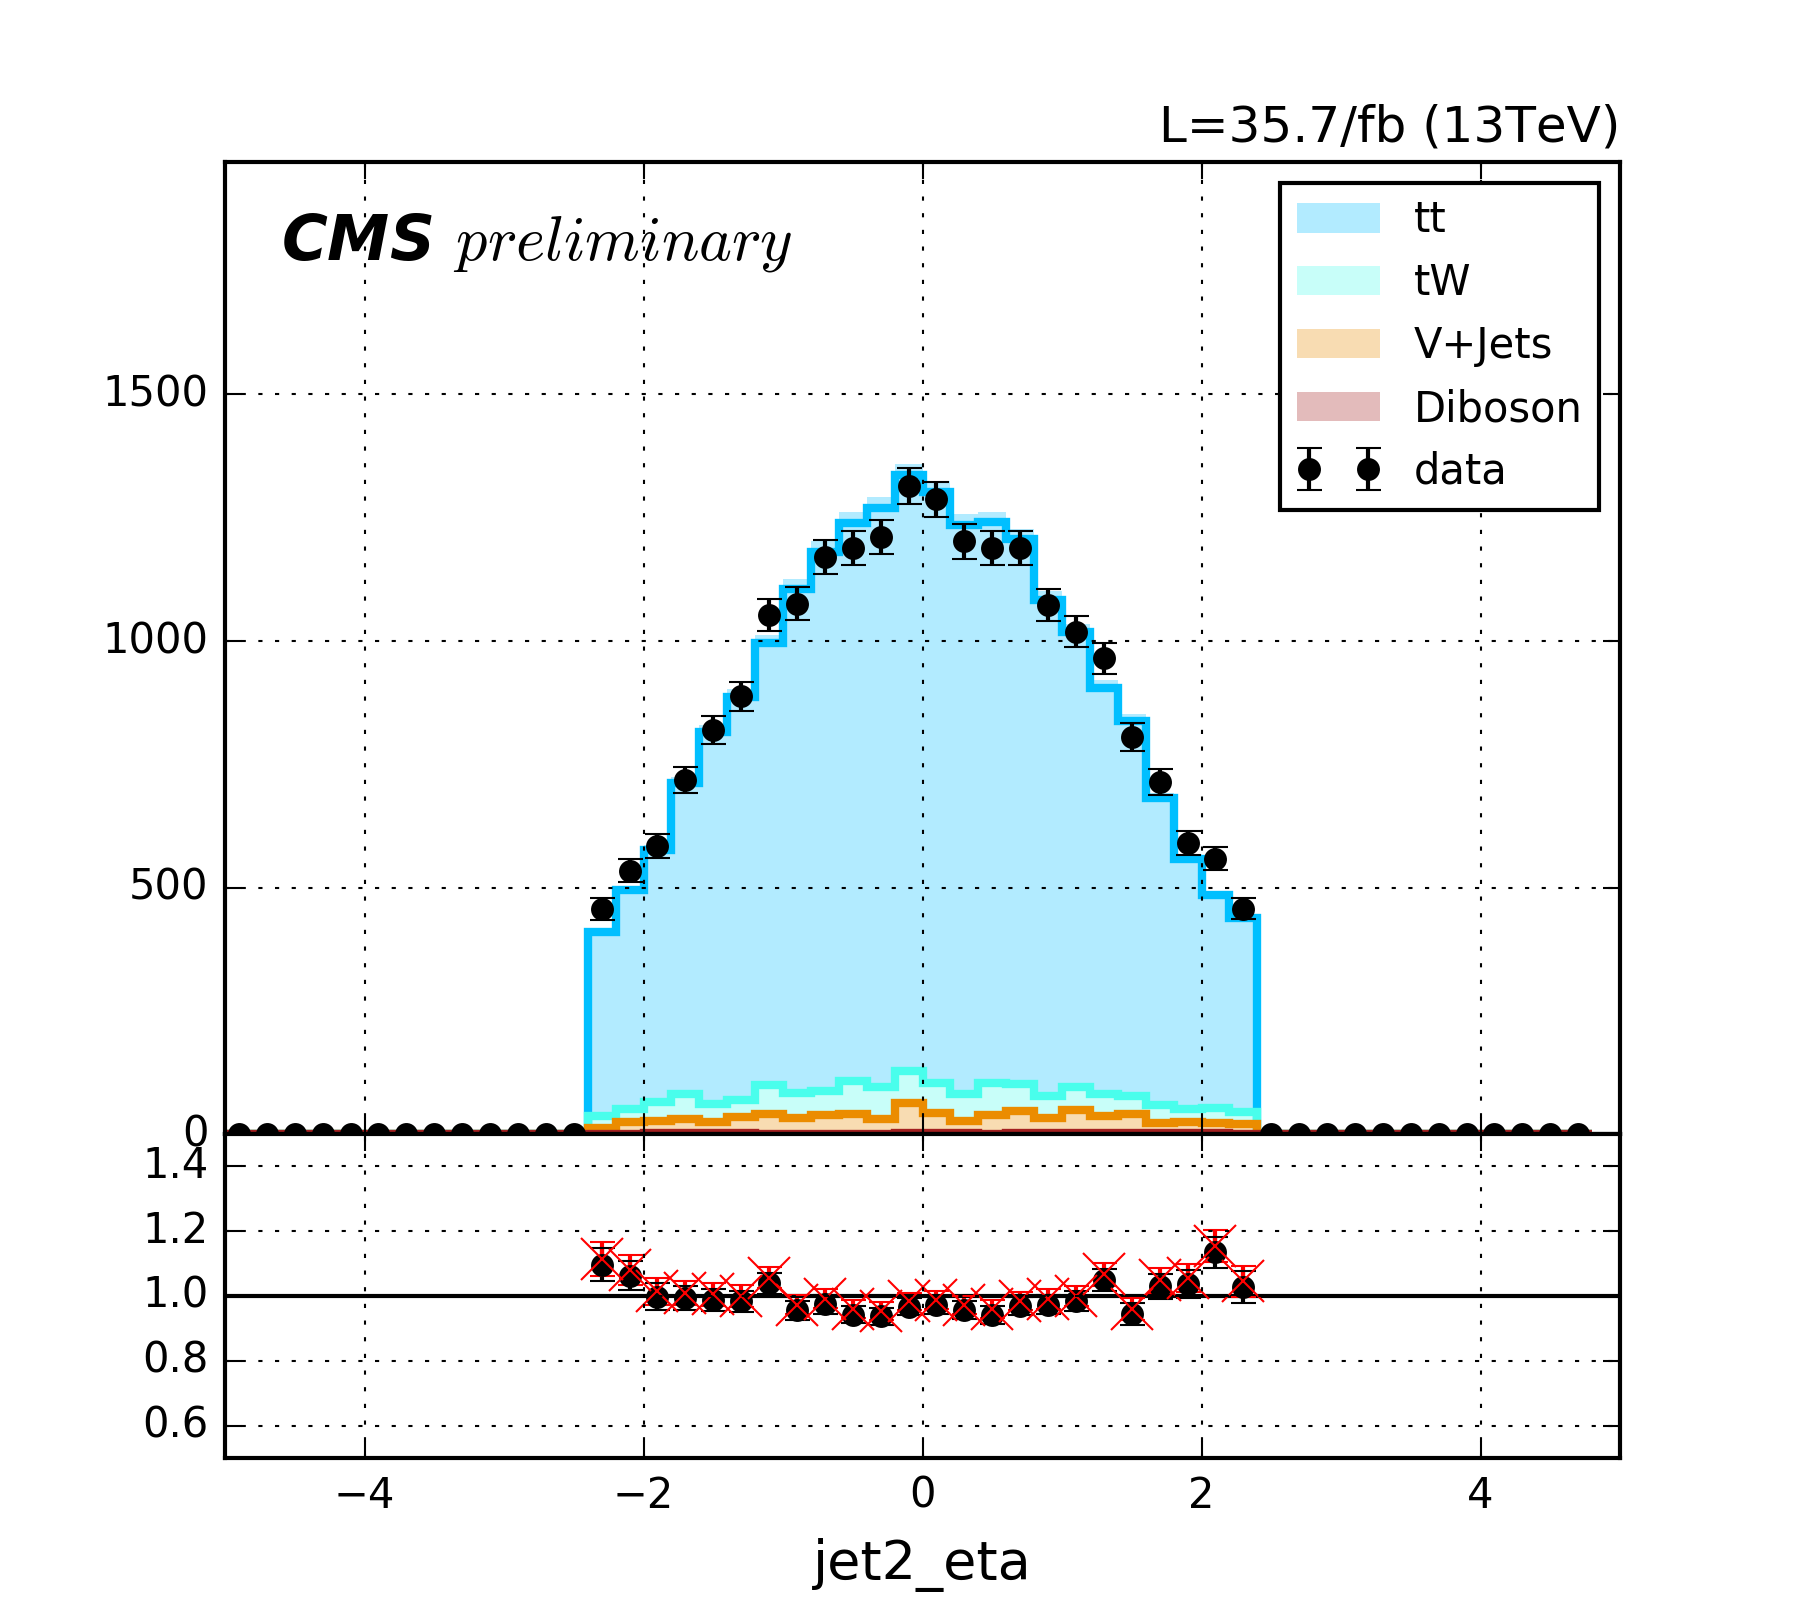 L=35.7/fb (13TeV)
CMS preliminary
tt
tW
V+Jets
Diboson
data
1500
1000
500
0
1.4
1.2
1.0
0.8
0.6
−4 −2 0 2 4
jet2_eta